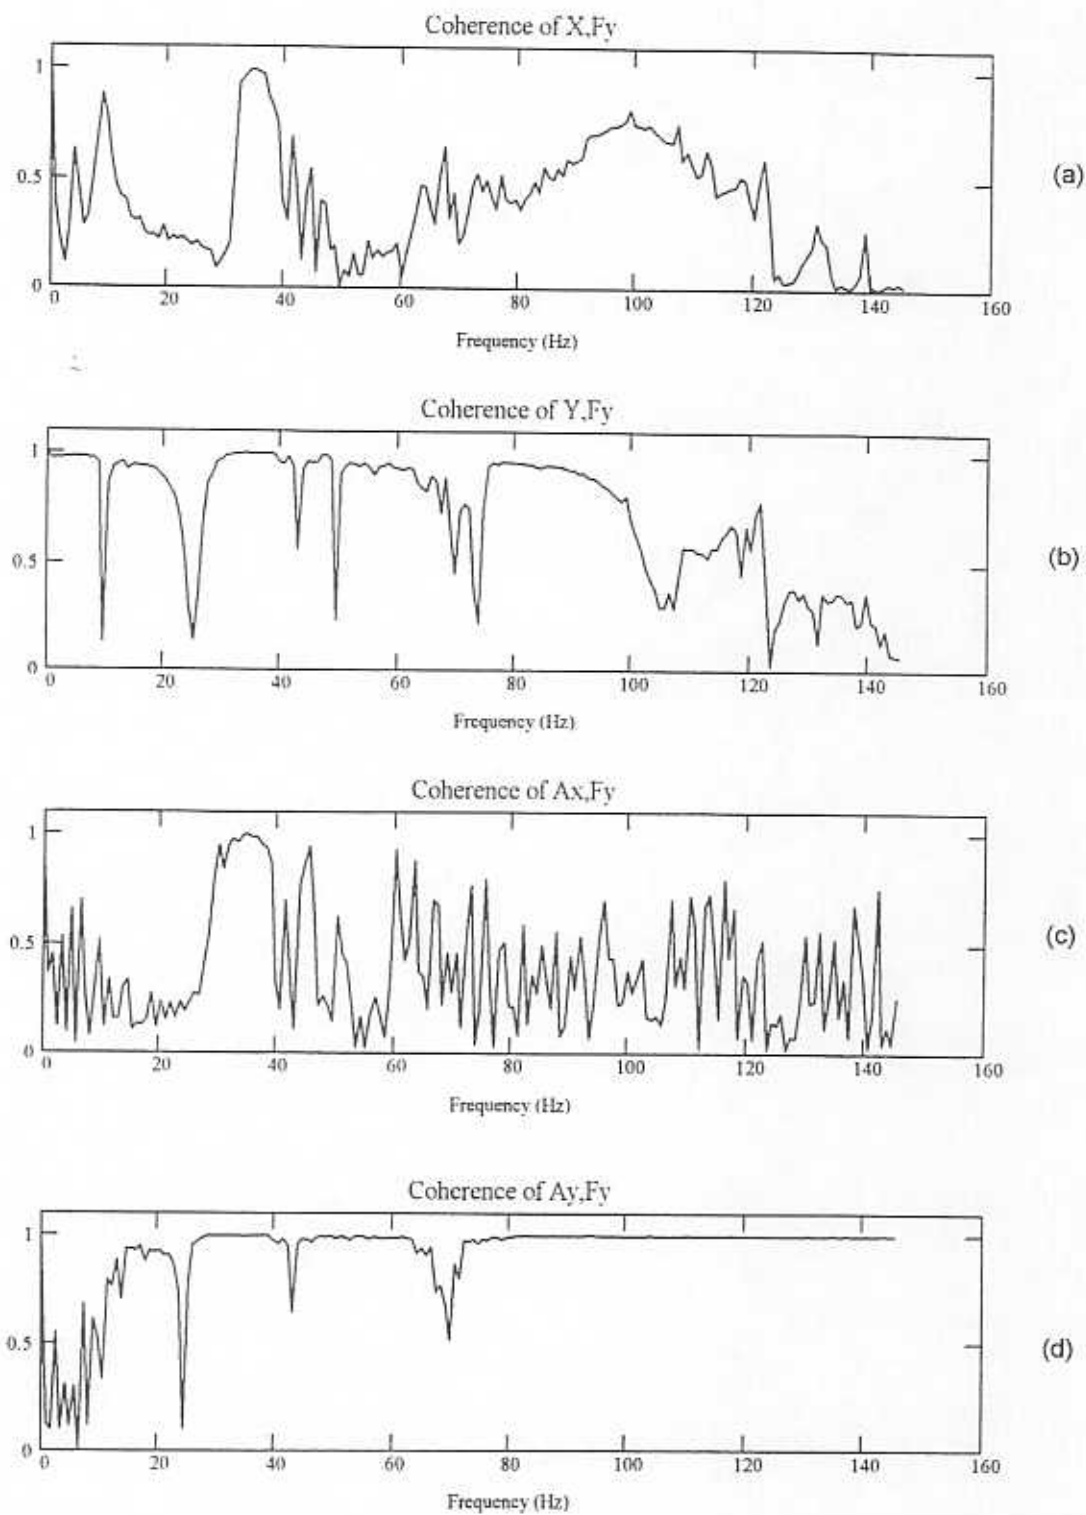 Coherence of X,Fy
1
0.5
0
0 20 40 60 80 100 120 140 160
Frequency (Hz)
(a)
Coherence of Y,Fy
1
0.5
0
0 20 40 60 80 100 120 140 160
Frequency (Hz)
(b)
Coherence of Ax,Fy
1
0.5
0
0 20 40 60 80 100 120 140 160
Frequency (Hz)
(c)
Coherence of Ay,Fy
1
0.5
0
0 20 40 60 80 100 120 140 160
Frequency (Hz)
(d)